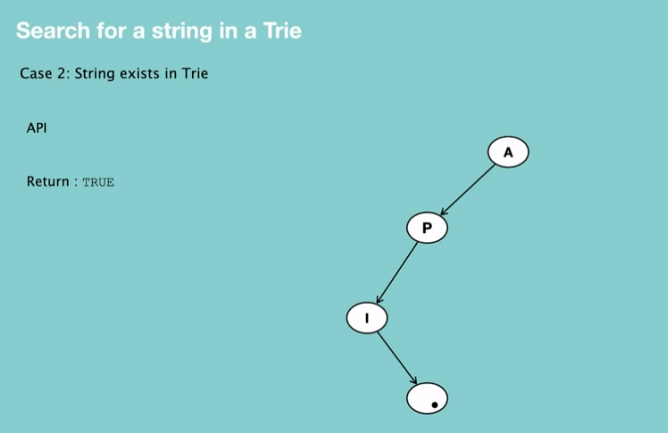 Search for a string in a Trie
Case 2: String exists in Trie
API
Return : TRUE
A
P
I
.